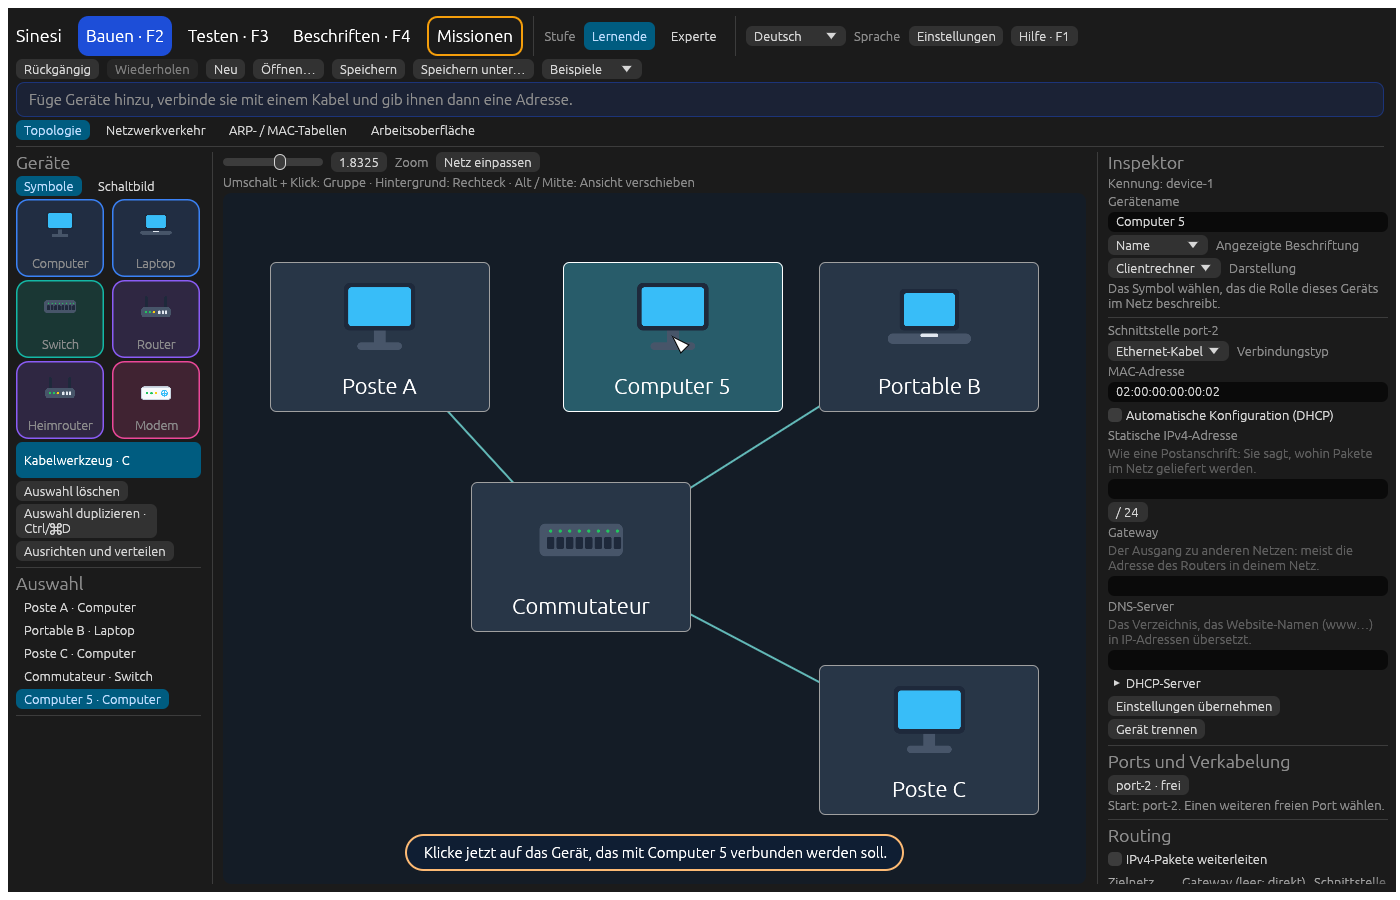 Sinesi Bauen · F2 Testen · F3 Beschriften · F4 Missionen Stufe Lernende Experte Deutsch Sprache Einstellungen Hilfe · F1
Rückgängig Wiederholen Neu Öffnen... Speichern Speichern unter... Beispiele
Füge Geräte hinzu, verbinde sie mit einem Kabel und gib ihnen dann eine Adresse.
Topologie Netzwerkverkehr ARP- / MAC-Tabellen Arbeitsoberfläche
Geräte
Symbole Schaltbild
Computer Laptop
Switch Router
Heimrouter Modem
Kabelwerkzeug · C
Auswahl löschen
Auswahl duplizieren ·
Ctrl/⌘D
Ausrichten und verteilen
Auswahl
Poste A · Computer
Portable B · Laptop
Poste C · Computer
Commutateur · Switch
Computer 5 · Computer
1.8325 Zoom Netz einpassen
Umschalt + Klick: Gruppe · Hintergrund: Rechteck · Alt / Mitte: Ansicht verschieben
Poste A
Computer 5
Portable B
Commutateur
Poste C
Klicke jetzt auf das Gerät, das mit Computer 5 verbunden werden soll.
Inspektor
Kennung: device-1
Gerätename
Computer 5
Name Angezeigte Beschriftung
Clientrechner Darstellung
Das Symbol wählen, das die Rolle dieses Geräts
im Netz beschreibt.
Schnittstelle port-2
Ethernet-Kabel Verbindungstyp
MAC-Adresse
02:00:00:00:00:02
Automatische Konfiguration (DHCP)
Statische IPv4-Adresse
Wie eine Postanschrift: Sie sagt, wohin Pakete
im Netz geliefert werden.
/ 24
Gateway
Der Ausgang zu anderen Netzen: meist die
Adresse des Routers in deinem Netz.
DNS-Server
Das Verzeichnis, das Website-Namen (www...)
in IP-Adressen übersetzt.
DHCP-Server
Einstellungen übernehmen
Gerät trennen
Ports und Verkabelung
port-2 · frei
Start: port-2. Einen weiteren freien Port wählen.
Routing
IPv4-Pakete weiterleiten
Zielnetz Gateway (leer: direkt) Schnittstelle